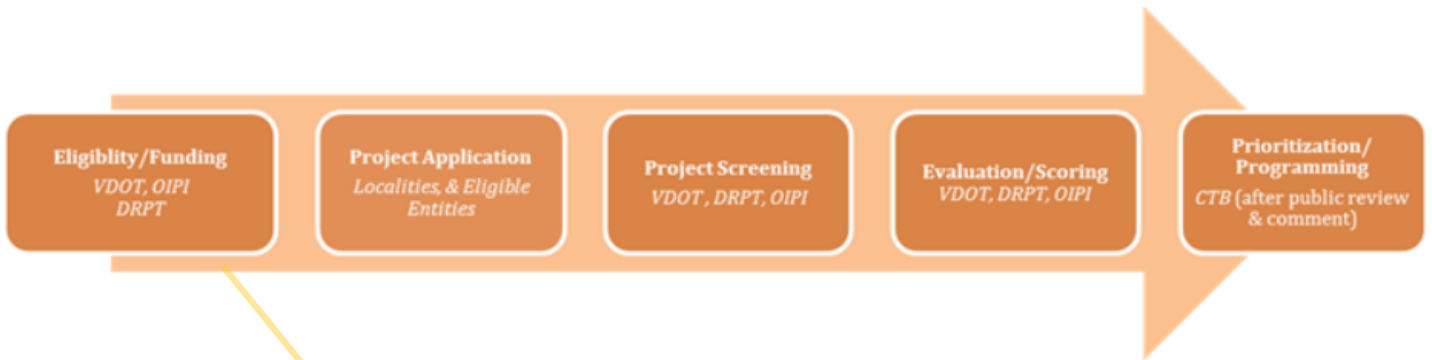 Eligiblity/Funding
VDOT, OIPI
DRPT
Project Application
Localities, & Eligible
Entities
Project Screening
VDOT , DRPT, OIPI
Evaluation/Scoring
VDOT, DRPT, OIPI
Prioritization/
Programming
CTB (after public review
& comment)